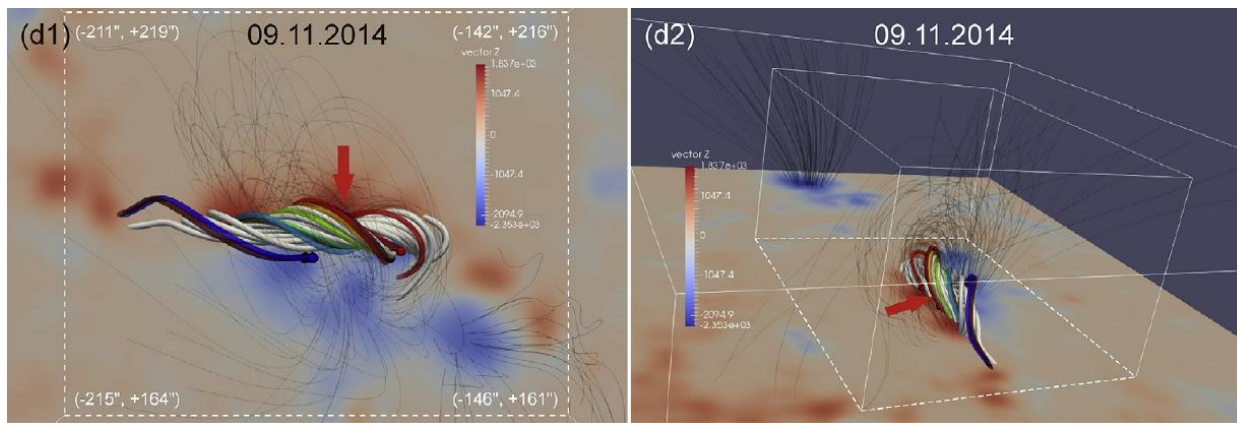 (d1)
(-211", +219")
09.11.2014
(-142", +216")
vector Z
1.837e+03
1047.4
0
-1047.4
-2094.9
-2.353e+03
(-215", +164")
(-146", +161")
(d2)
09.11.2014
vector Z
1.837e+03
1047.4
0
-1047.4
-2094.9
-2.353e+03